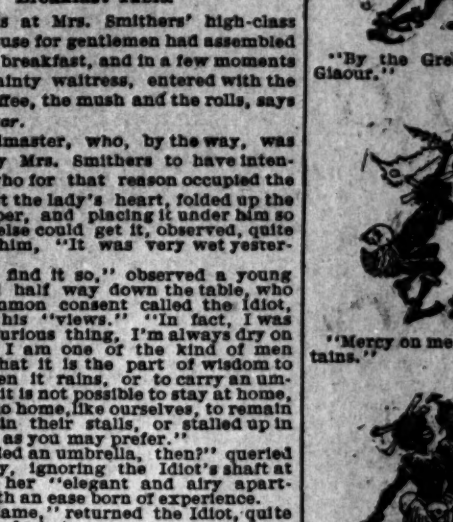 s at Mrs. Smithers' high-class
use for gentlemen had assembled
breakfast, and in a few moments
ainty waitress, entered with the
ffee, the mush and the rolls, says
er.
lmaster, who, by the way, was
y Mrs. Smithers to have inten-
who for that reason occupied the
t the lady's heart, folded up the
per, and placing it under him so
else could get it, observed, quite
him, "It was very wet yester-
find it so," observed a young
half way down the table, who
mmon consent called the Idiot,
his "views." "In fact, I was
urious thing, I'm always dry on
I am one of the kind of men
hat it is the part of wisdom to
en it rains, or to carry an um-
it is not possible to stay at home,
o home, like ourselves, to remain
in their stalls, or stalled up in
as you may prefer."
ed an umbrella, then?" queried
y, ignoring the Idiot's shaft at
her "elegant and airy apart-
th an ease born of experience.
ame," returned the Idiot, quite
"By the Gre
Giaour."
"Mercy on me
tains."